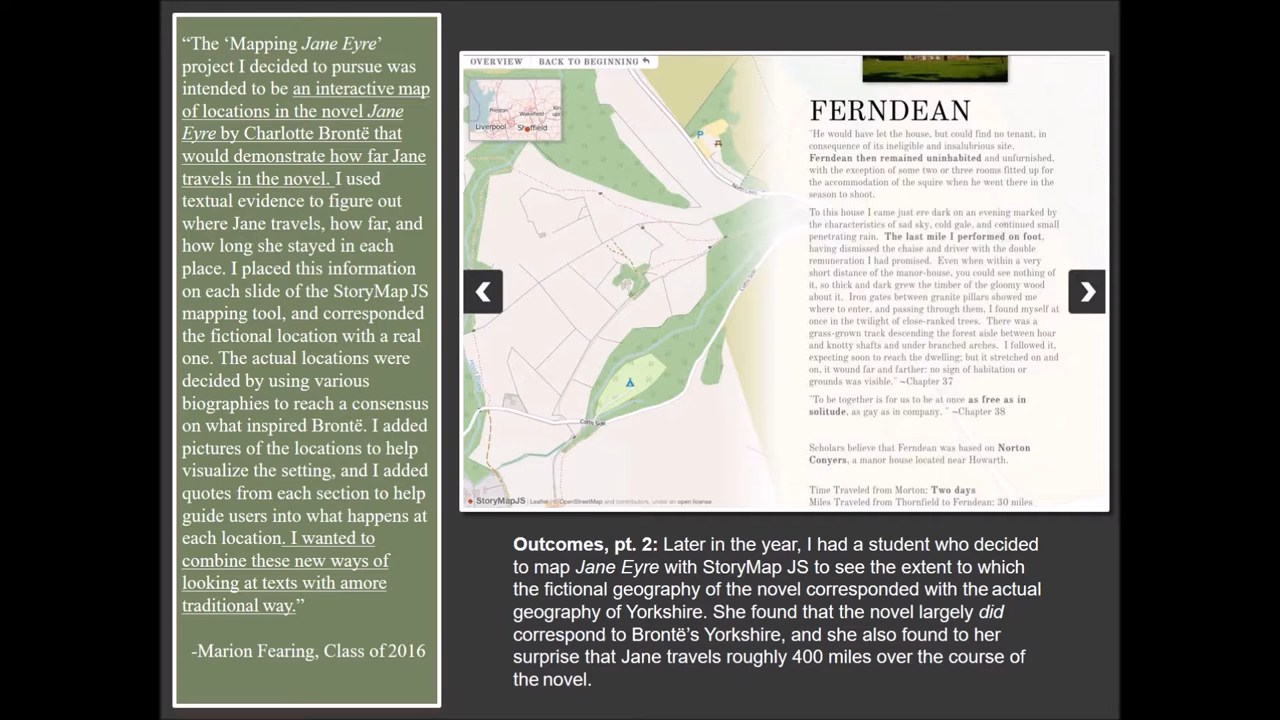 “The ‘Mapping Jane Eyre’
project I decided to pursue was
intended to be an interactive map
of locations in the novel Jane
Eyre by Charlotte Brontë that
would demonstrate how far Jane
travels in the novel. I used
textual evidence to figure out
where Jane travels, how far, and
how long she stayed in each
place. I placed this information
on each slide of the StoryMap JS
mapping tool, and corresponded
the fictional location with a real
one. The actual locations were
decided by using various
biographies to reach a consensus
on what inspired Brontë. I added
pictures of the locations to help
visualize the setting, and I added
quotes from each section to help
guide users into what happens at
each location. I wanted to
combine these new ways of
looking at texts with amore
traditional way.”
-Marion Fearing, Class of 2016
OVERVIEW BACK TO BEGINNING
Preston
Wakefield
Liverpool
Sheffield
P
Coltn Side
StoryMapJS | Leaflet | © OpenStreetMap and contributors, under an open license
FERNDEAN
"He would have let the house, but could find no tenant, in
consequence of its ineligible and insalubrious site.
Ferndean then remained uninhabited and unfurnished,
with the exception of some two or three rooms fitted up for
the accommodation of the squire when he went there in the
season to shoot.
To this house I came just ere dark on an evening marked by
the characteristics of sad sky, cold gale, and continued small
penetrating rain. The last mile I performed on foot,
having dismissed the chaise and driver with the double
remuneration I had promised. Even when within a very
short distance of the manor-house, you could see nothing of
it, so thick and dark grew the timber of the gloomy wood
about it. Iron gates between granite pillars showed me
where to enter, and passing through them, I found myself at
once in the twilight of close-ranked trees. There was a
grass-grown track descending the forest aisle between hoar
and knotty shafts and under branched arches. I followed it,
expecting soon to reach the dwelling; but it stretched on and
on, it wound far and farther: no sign of habitation or
grounds was visible." ~Chapter 37
"To be together is for us to be at once as free as in
solitude, as gay as in company. " ~Chapter 38
Scholars believe that Ferndean was based on Norton
Conyers, a manor house located near Howarth.
Time Traveled from Morton: Two days
Miles Traveled from Thornfield to Ferndean: 30 miles
Outcomes, pt. 2: Later in the year, I had a student who decided
to map Jane Eyre with StoryMap JS to see the extent to which
the fictional geography of the novel corresponded with the actual
geography of Yorkshire. She found that the novel largely did
correspond to Brontë’s Yorkshire, and she also found to her
surprise that Jane travels roughly 400 miles over the course of
the novel.